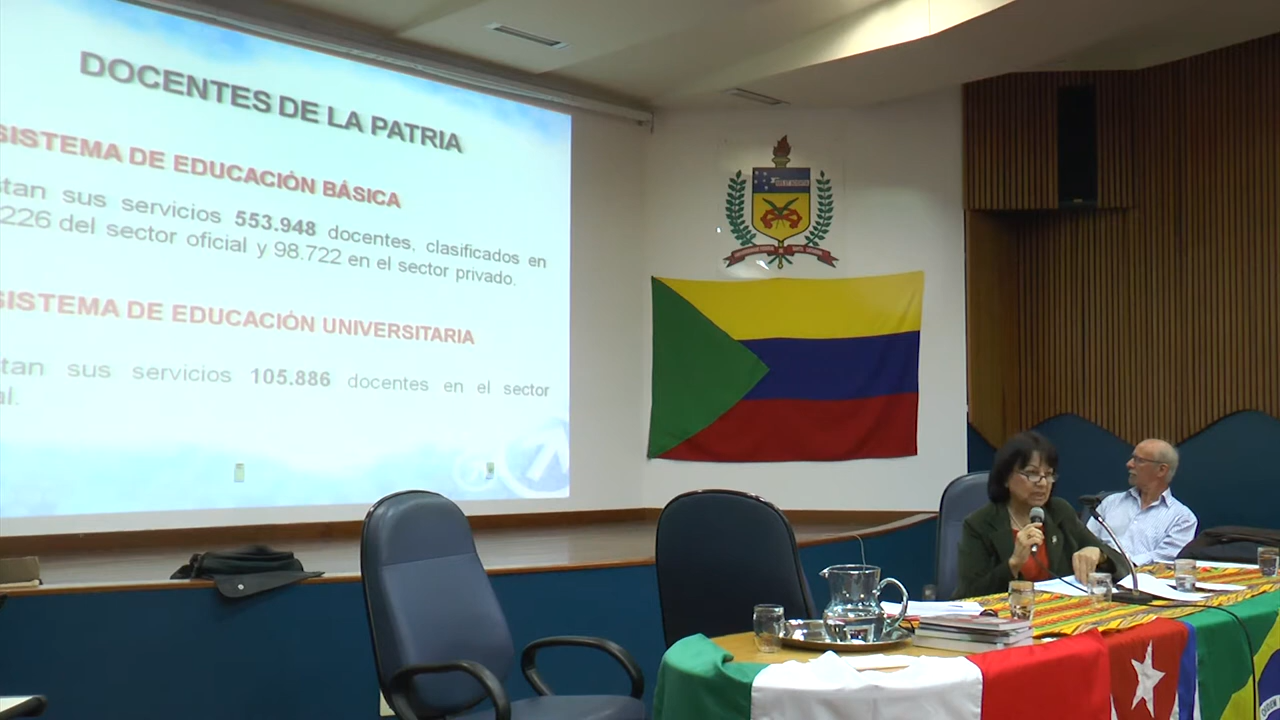 DOCENTES DE LA PATRIA
SISTEMA DE EDUCACIÓN BÁSICA
stan sus servicios 553.948 docentes, clasificados en
226 del sector oficial y 98.722 en el sector privado.
SISTEMA DE EDUCACIÓN UNIVERSITARIA
tan sus servicios 105.886 docentes en el sector
al.